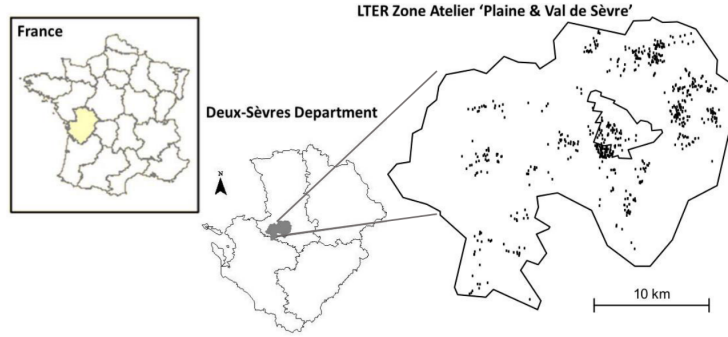 LTER Zone Atelier ‘Plaine & Val de Sèvre’
France
Deux-Sèvres Department
N
10 km